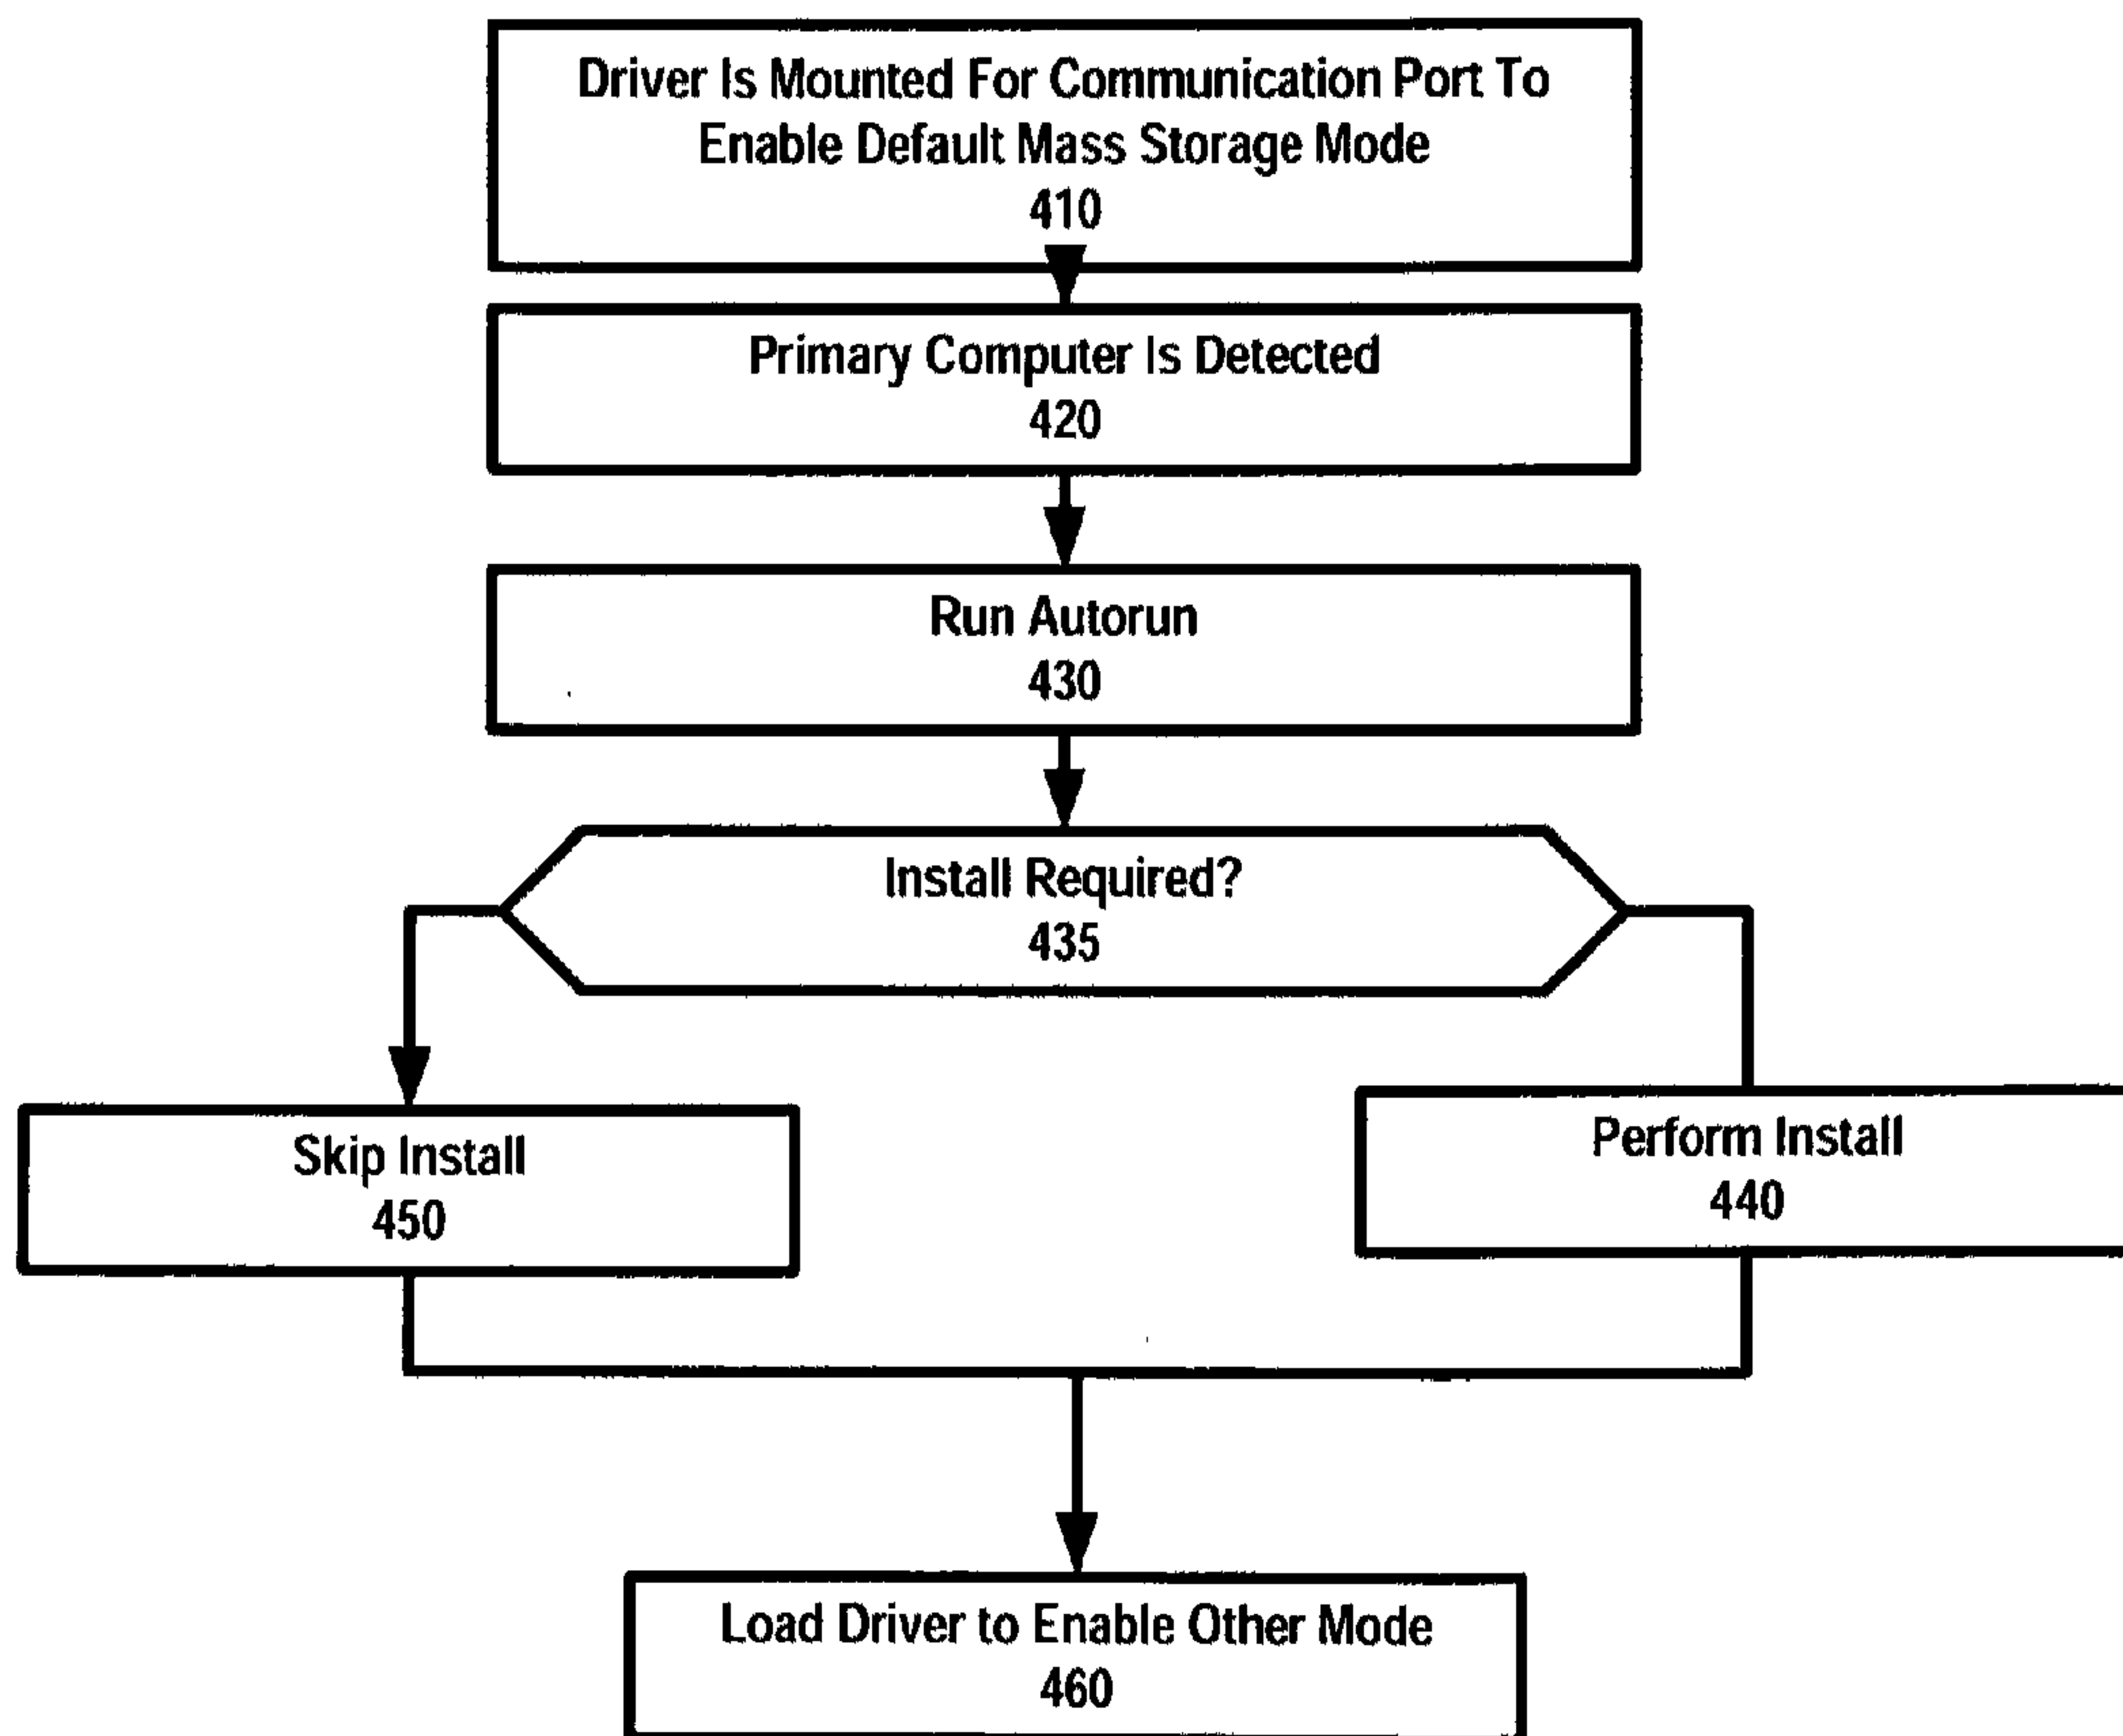 Driver Is Mounted For Communication Port To
Enable Default Mass Storage Mode
410
Primary Computer Is Detected
420
Run Autorun
430
Install Required?
435
Skip Install
450
Perform Install
440
Load Driver to Enable Other Mode
460